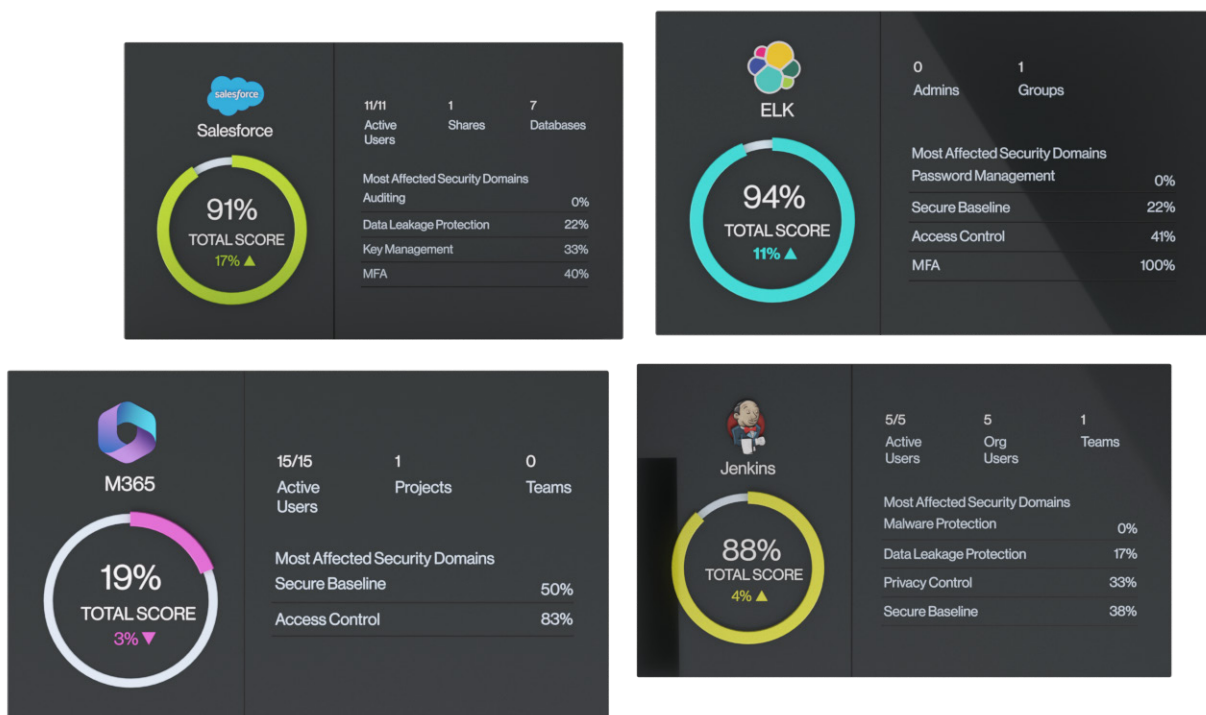 salesforce
Salesforce
91%
TOTAL SCORE
17% ▲
11/11 1 7
Active Shares Databases
Users
Most Affected Security Domains
Auditing 0%
Data Leakage Protection 22%
Key Management 33%
MFA 40%
ELK
94%
TOTAL SCORE
11% ▲
0 1
Admins Groups
Most Affected Security Domains
Password Management 0%
Secure Baseline 22%
Access Control 41%
MFA 100%
M365
19%
TOTAL SCORE
3% ▼
15/15 1 0
Active Projects Teams
Users
Most Affected Security Domains
Secure Baseline 50%
Access Control 83%
Jenkins
88%
TOTAL SCORE
4% ▲
5/5 5 1
Active Org Teams
Users Users
Most Affected Security Domains
Malware Protection 0%
Data Leakage Protection 17%
Privacy Control 33%
Secure Baseline 38%